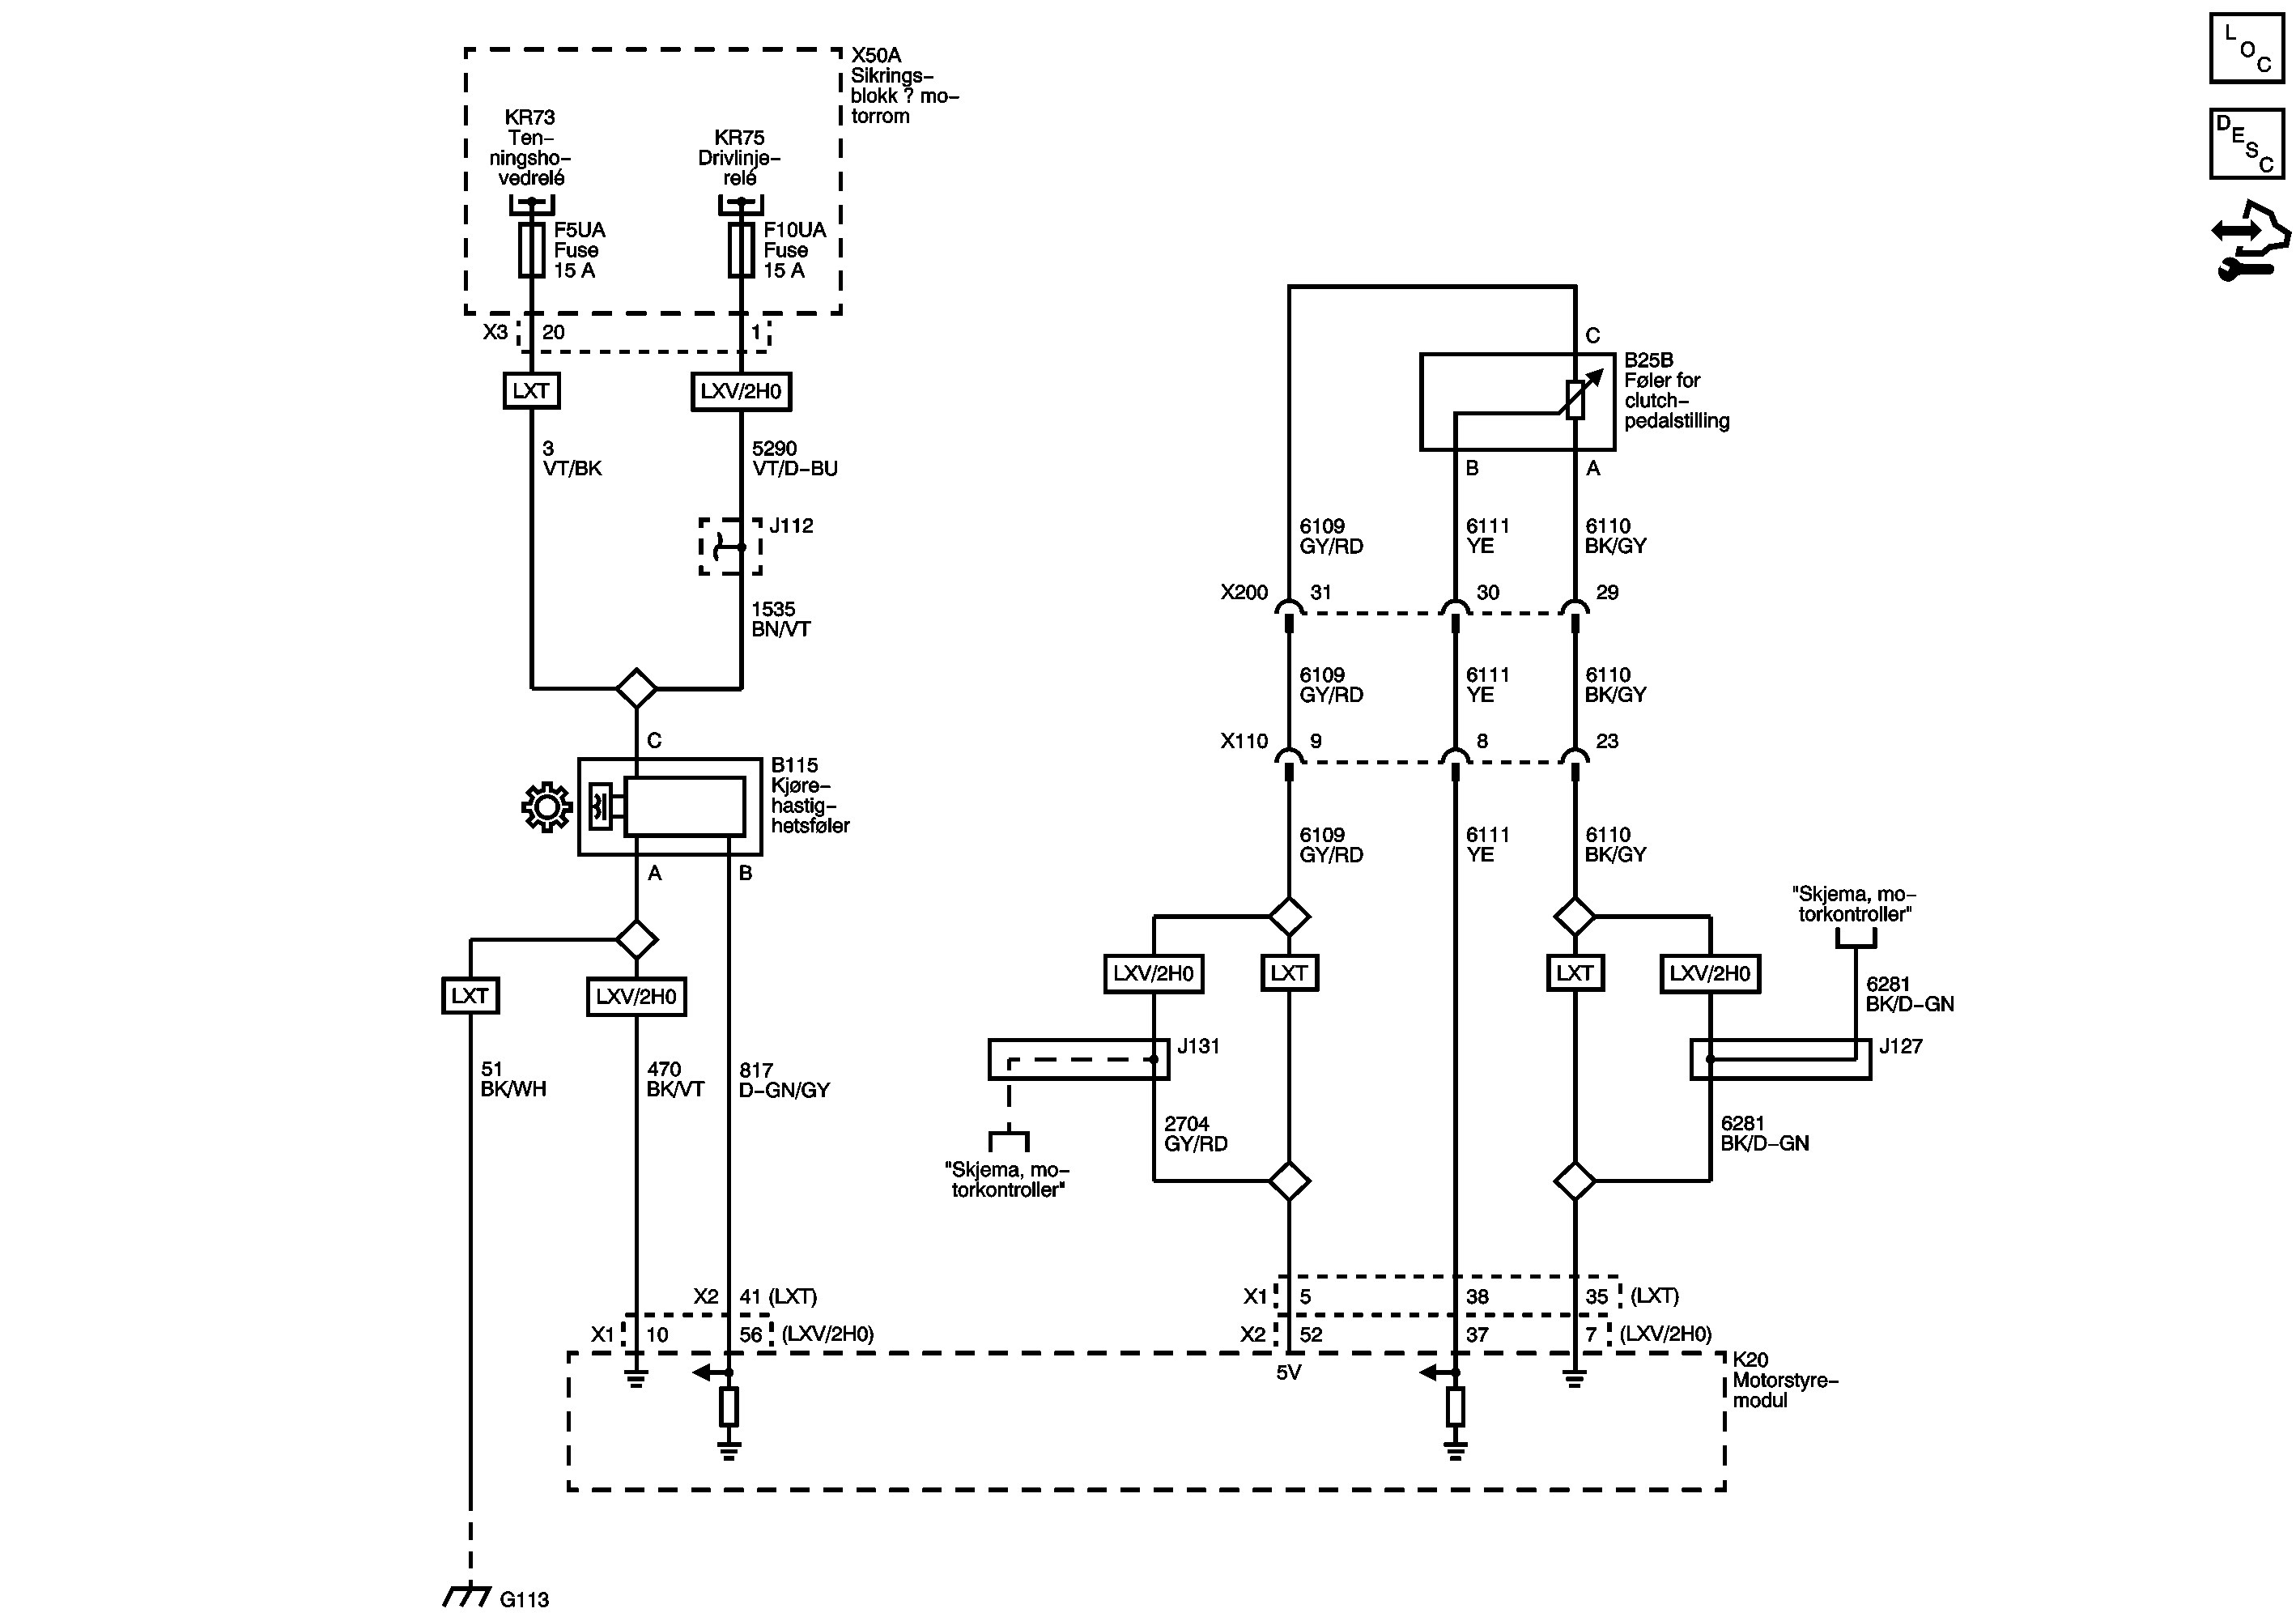 L
O
C
D
E
S
C
X50A
Sikrings–
blokk ? mo–
torrom
KR73
Ten–
ningsho–
vedrelé
KR75
Drivlinje–
relé
F5UA
Fuse
15 A
F10UA
Fuse
15 A
X3
20
1
LXT
LXV/2H0
3
VT/BK
5290
VT/D–BU
J112
1535
BN/VT
C
B115
Kjøre–
hastig–
hetsføler
A
B
LXT
LXV/2H0
51
BK/WH
470
BK/VT
817
D–GN/GY
X2
41 (LXT)
X1
10
56
(LXV/2H0)
G113
C
B25B
Føler for
clutch–
pedalstilling
B
A
6109
GY/RD
6111
YE
6110
BK/GY
X200
31
30
29
6109
GY/RD
6111
YE
6110
BK/GY
X110
9
8
23
6109
GY/RD
6111
YE
6110
BK/GY
"Skjema, mo–
torkontroller"
LXV/2H0
LXT
LXT
LXV/2H0
6281
BK/D–GN
J131
J127
2704
GY/RD
6281
BK/D–GN
"Skjema, mo–
torkontroller"
X1
5
38
35
(LXT)
X2
52
37
7
(LXV/2H0)
5V
K20
Motorstyre–
modul